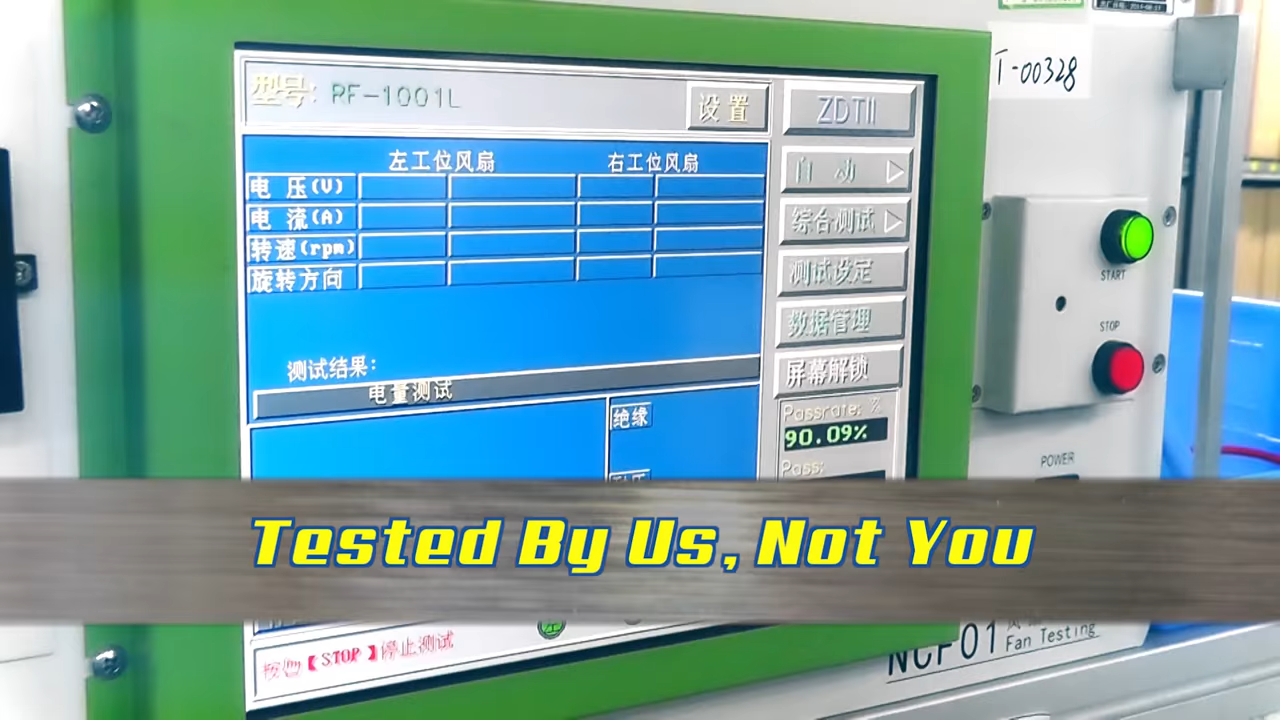 T-00328
型号: RF-1001L
设置
ZDTII
左工位风扇 右工位风扇
电 压(V)
电 流(A)
转速(rpm)
旋转方向
自 动
综合测试
测试设定
数据管理
屏幕解锁
测试结果:
电量测试
绝缘
Passrate: %
90.09%
Pass:
START
STOP
POWER
Tested By Us, Not You
【STOP】停止测试
NCF01
Fan Testing